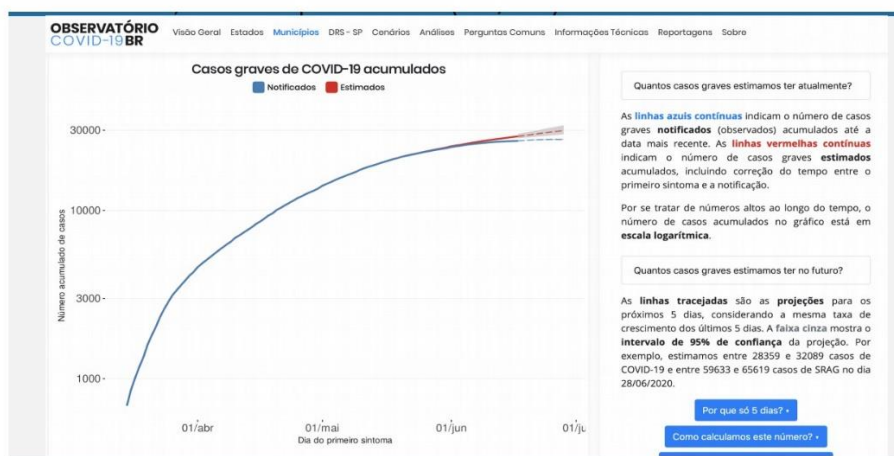 OBSERVATÓRIO
COVID-19BR
Visão Geral Estados Municípios DRS - SP Cenários Análises Perguntas Comuns Informações Técnicas Reportagens Sobre
Casos graves de COVID-19 acumulados
Notificados Estimados
Número acumulado de casos
30000
10000
3000
1000
01/abr 01/mai 01/jun 01/ju
Dia do primeiro sintoma
Quantos casos graves estimamos ter atualmente?
As linhas azuis contínuas indicam o número de casos
graves notificados (observados) acumulados até a
data mais recente. As linhas vermelhas contínuas
indicam o número de casos graves estimados
acumulados, incluindo correção do tempo entre o
primeiro sintoma e a notificação.
Por se tratar de números altos ao longo do tempo, o
número de casos acumulados no gráfico está em
escala logarítmica.
Quantos casos graves estimamos ter no futuro?
As linhas tracejadas são as projeções para os
próximos 5 dias, considerando a mesma taxa de
crescimento dos últimos 5 dias. A faixa cinza mostra o
intervalo de 95% de confiança da projeção. Por
exemplo, estimamos entre 28359 e 32089 casos de
COVID-19 e entre 59633 e 65619 casos de SRAG no dia
28/06/2020.
Por que só 5 dias?
Como calculamos este número?